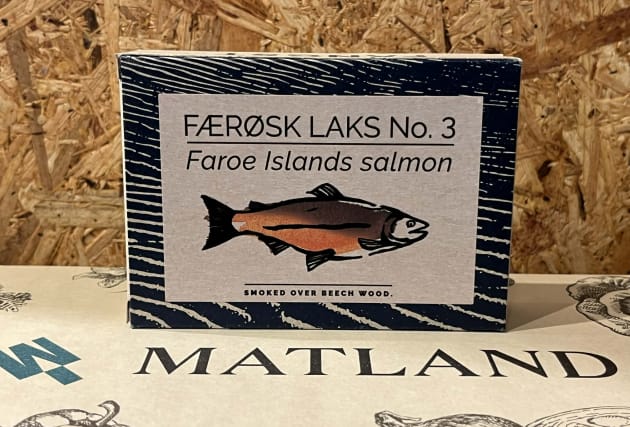 FÆRØSK LAKS No. 3
Faroe Islands salmon
SMOKED OVER BEECH WOOD.
MATLAND